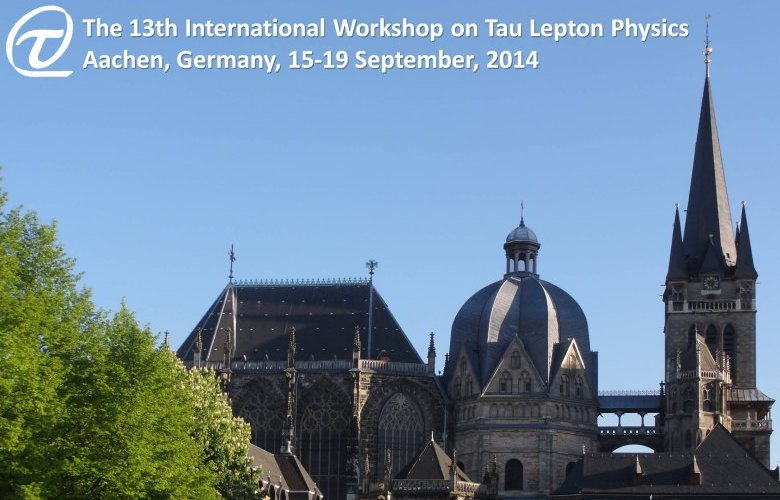 The 13th International Workshop on Tau Lepton Physics
Aachen, Germany, 15-19 September, 2014